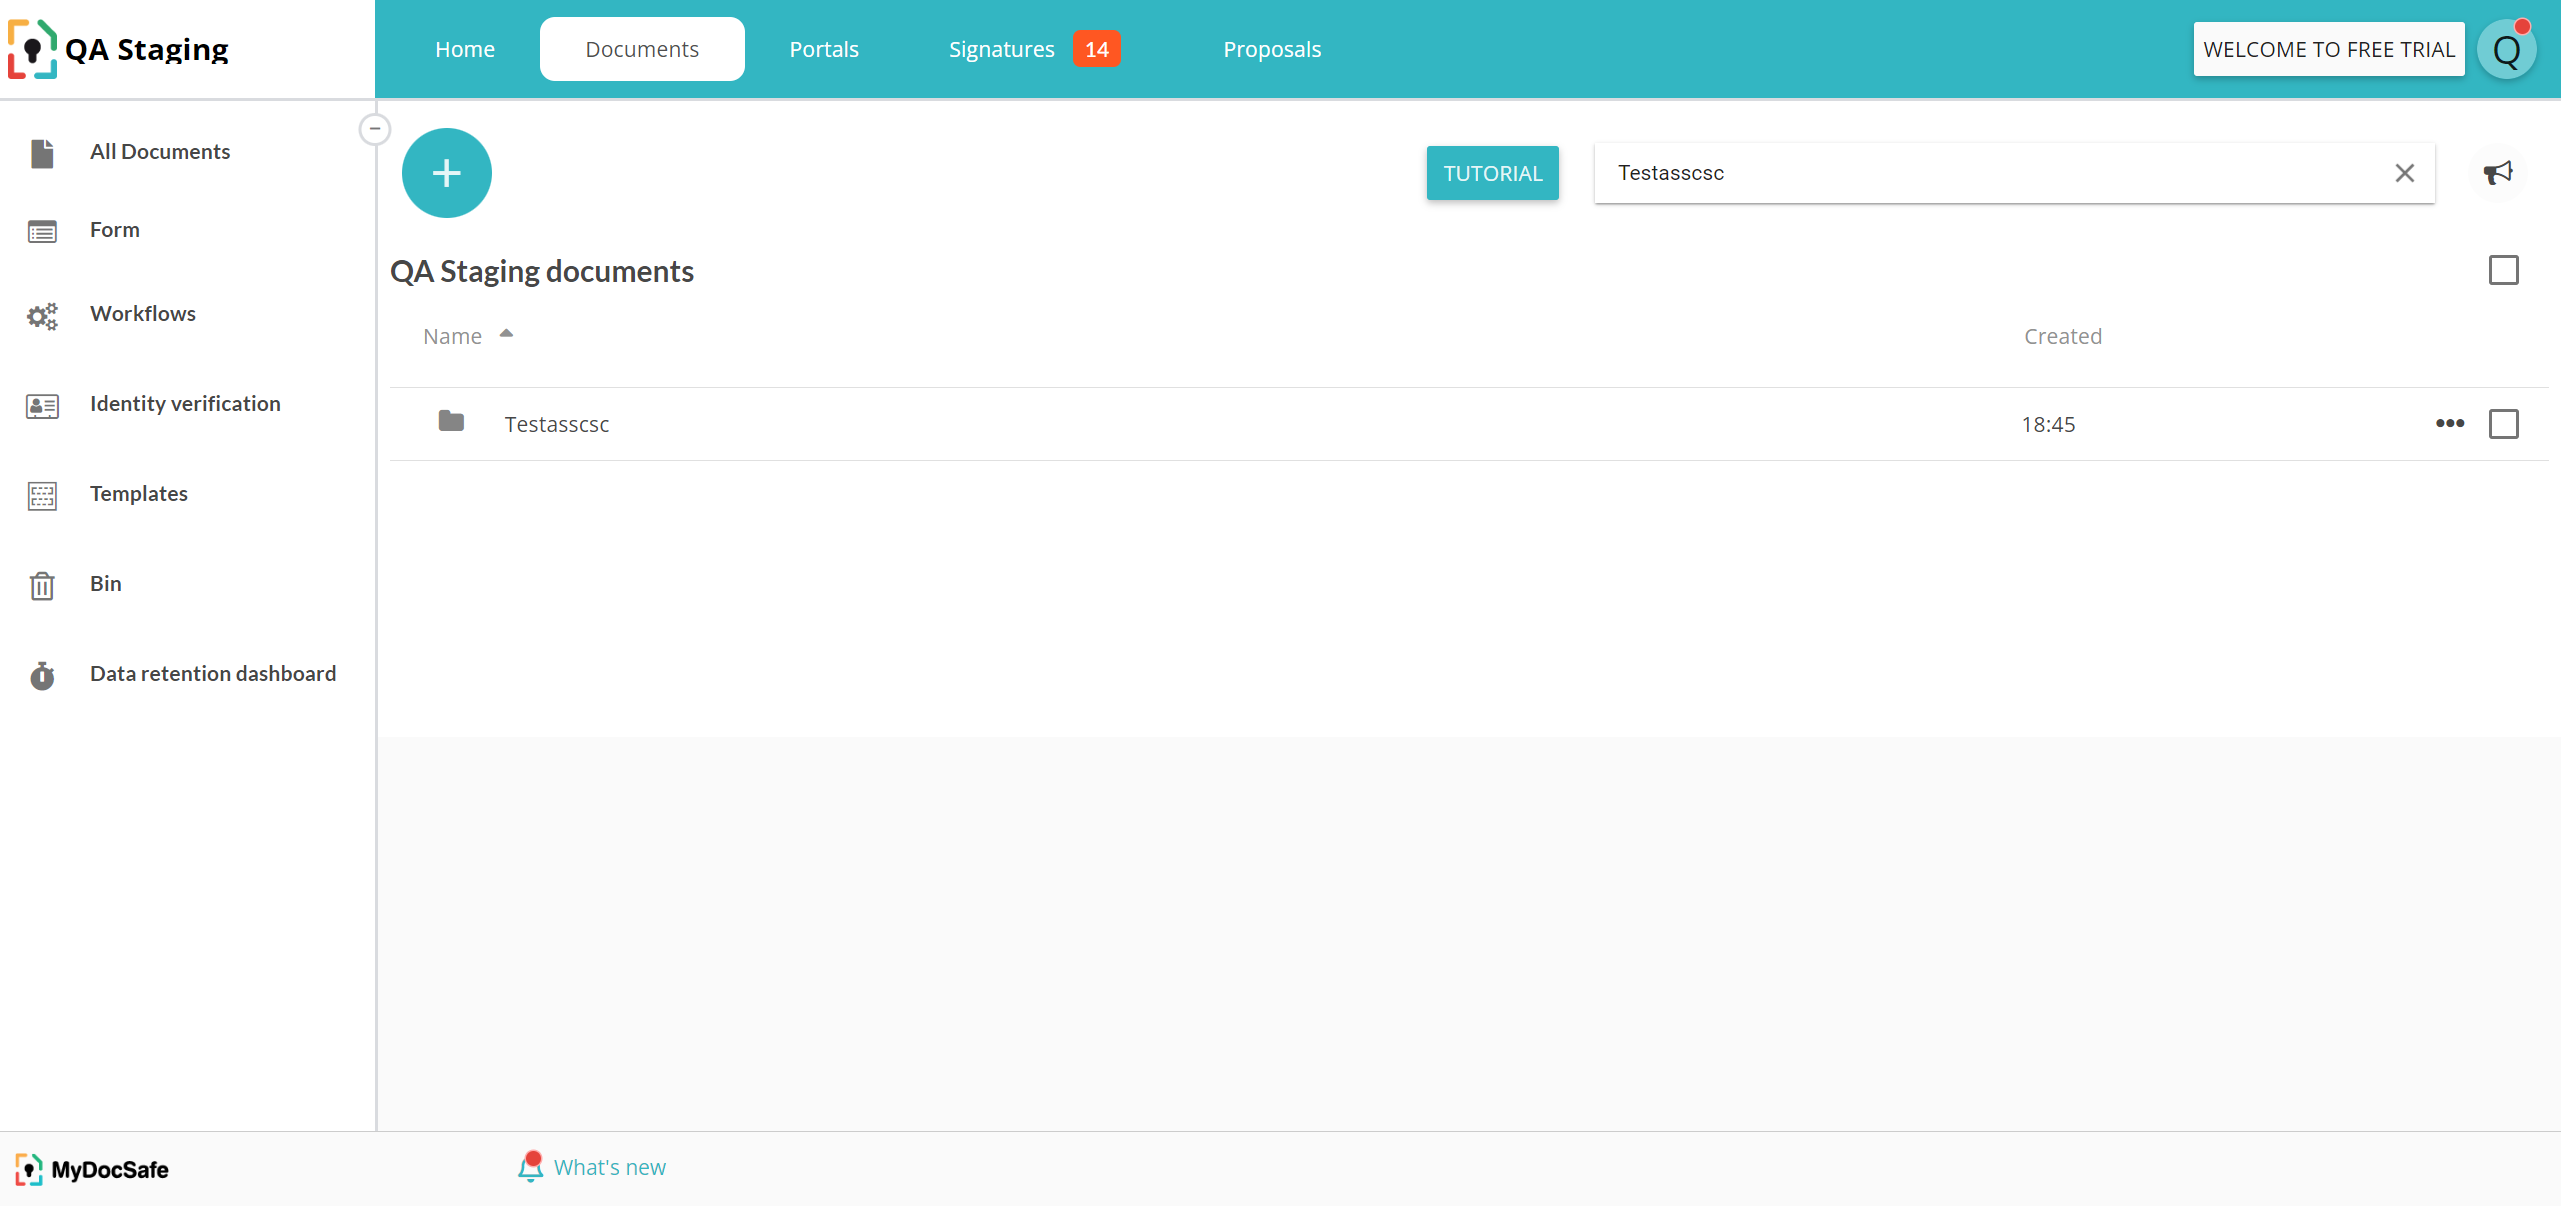 QA Staging
Home
Documents
Portals
Signatures 14
Proposals
WELCOME TO FREE TRIAL
Q
All Documents
Form
Workflows
Identity verification
Templates
Bin
Data retention dashboard
TUTORIAL
Testasscsc
QA Staging documents
Name
Created
Testasscsc
18:45
MyDocSafe
What's new